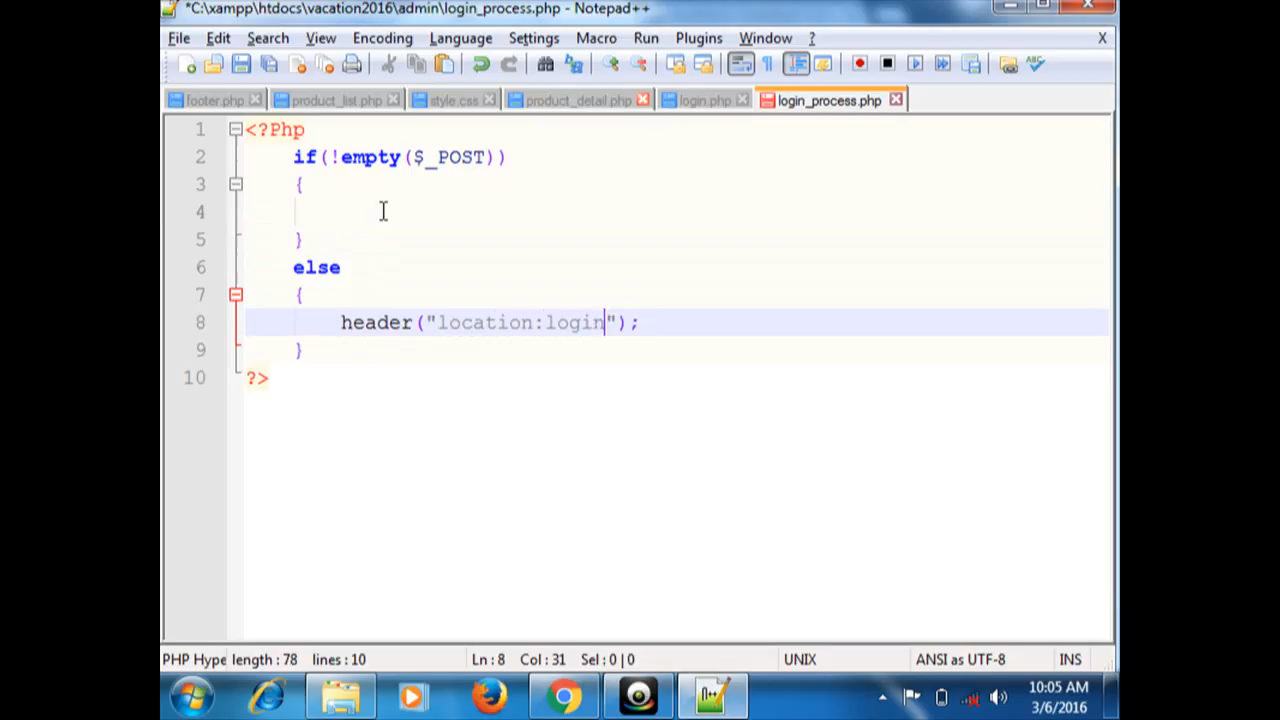 *C:\xampp\htdocs\vacation2016\admin\login_process.php - Notepad++
File Edit Search View Encoding Language Settings Macro Run Plugins Window ? X
footer.php product_list.php style.css product_detail.php login.php login_process.php
1 <?Php
2 if(!empty($_POST))
3 {
4
5 }
6 else
7 {
8 header("location:login");
9 }
10 ?>
PHP Hype length : 78 lines : 10 Ln : 8 Col : 31 Sel : 0 | 0 UNIX ANSI as UTF-8 INS
10:05 AM
3/6/2016